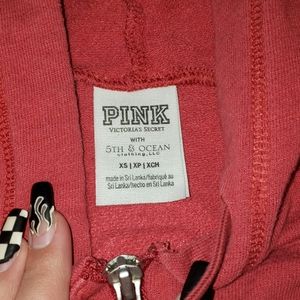 PINK
VICTORIA'S SECRET
WITH
5TH & OCEAN
clothing, LLC
XS | XP | XCH
made in Sri Lanka/fabriqué au
Sri Lanka/hecho en Sri Lanka